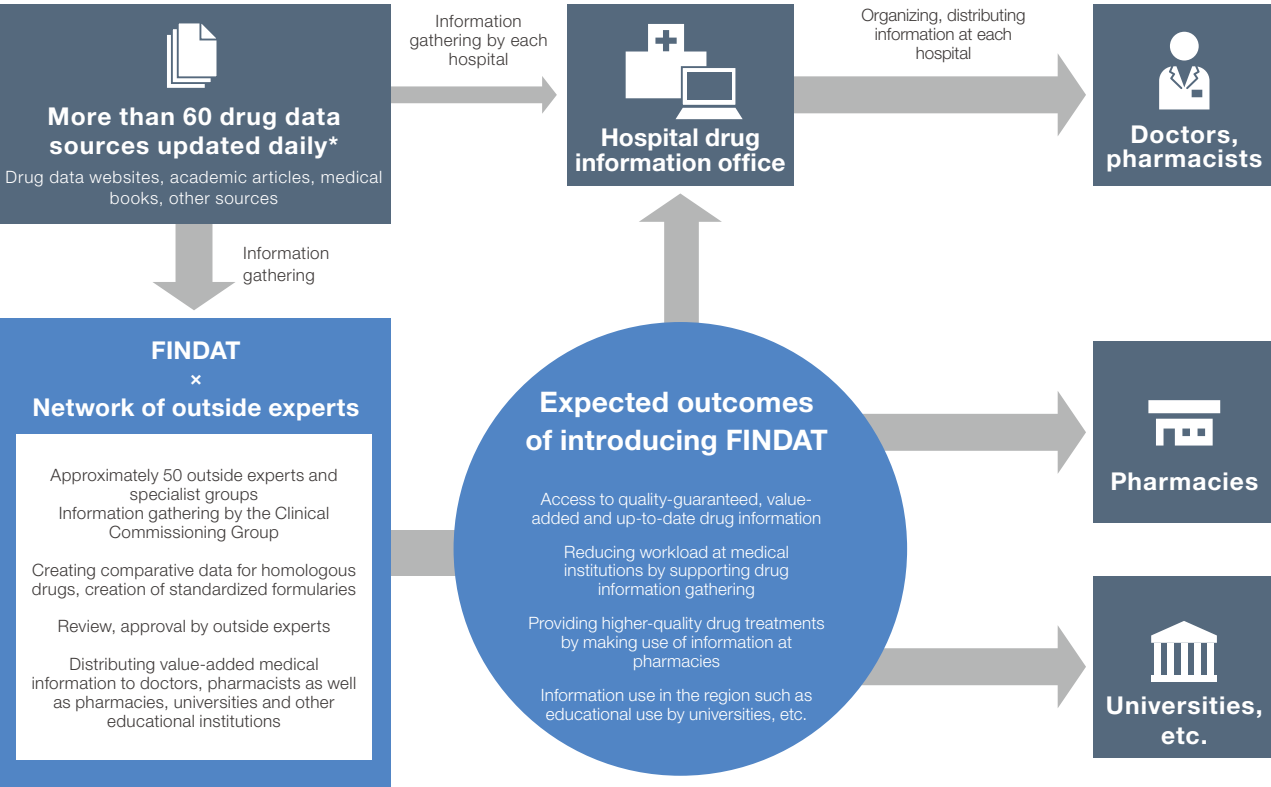 More than 60 drug data
sources updated daily*
Drug data websites, academic articles, medical
books, other sources
Information
gathering by each
hospital
Hospital drug
information office
Organizing, distributing
information at each
hospital
Doctors,
pharmacists
Information
gathering
FINDAT
×
Network of outside experts
Approximately 50 outside experts and
specialist groups
Information gathering by the Clinical
Commissioning Group
Creating comparative data for homologous
drugs, creation of standardized formularies
Review, approval by outside experts
Distributing value-added medical
information to doctors, pharmacists as well
as pharmacies, universities and other
educational institutions
Expected outcomes
of introducing FINDAT
Access to quality-guaranteed, value-
added and up-to-date drug information
Reducing workload at medical
institutions by supporting drug
information gathering
Providing higher-quality drug treatments
by making use of information at
pharmacies
Information use in the region such as
educational use by universities, etc.
Pharmacies
Universities,
etc.